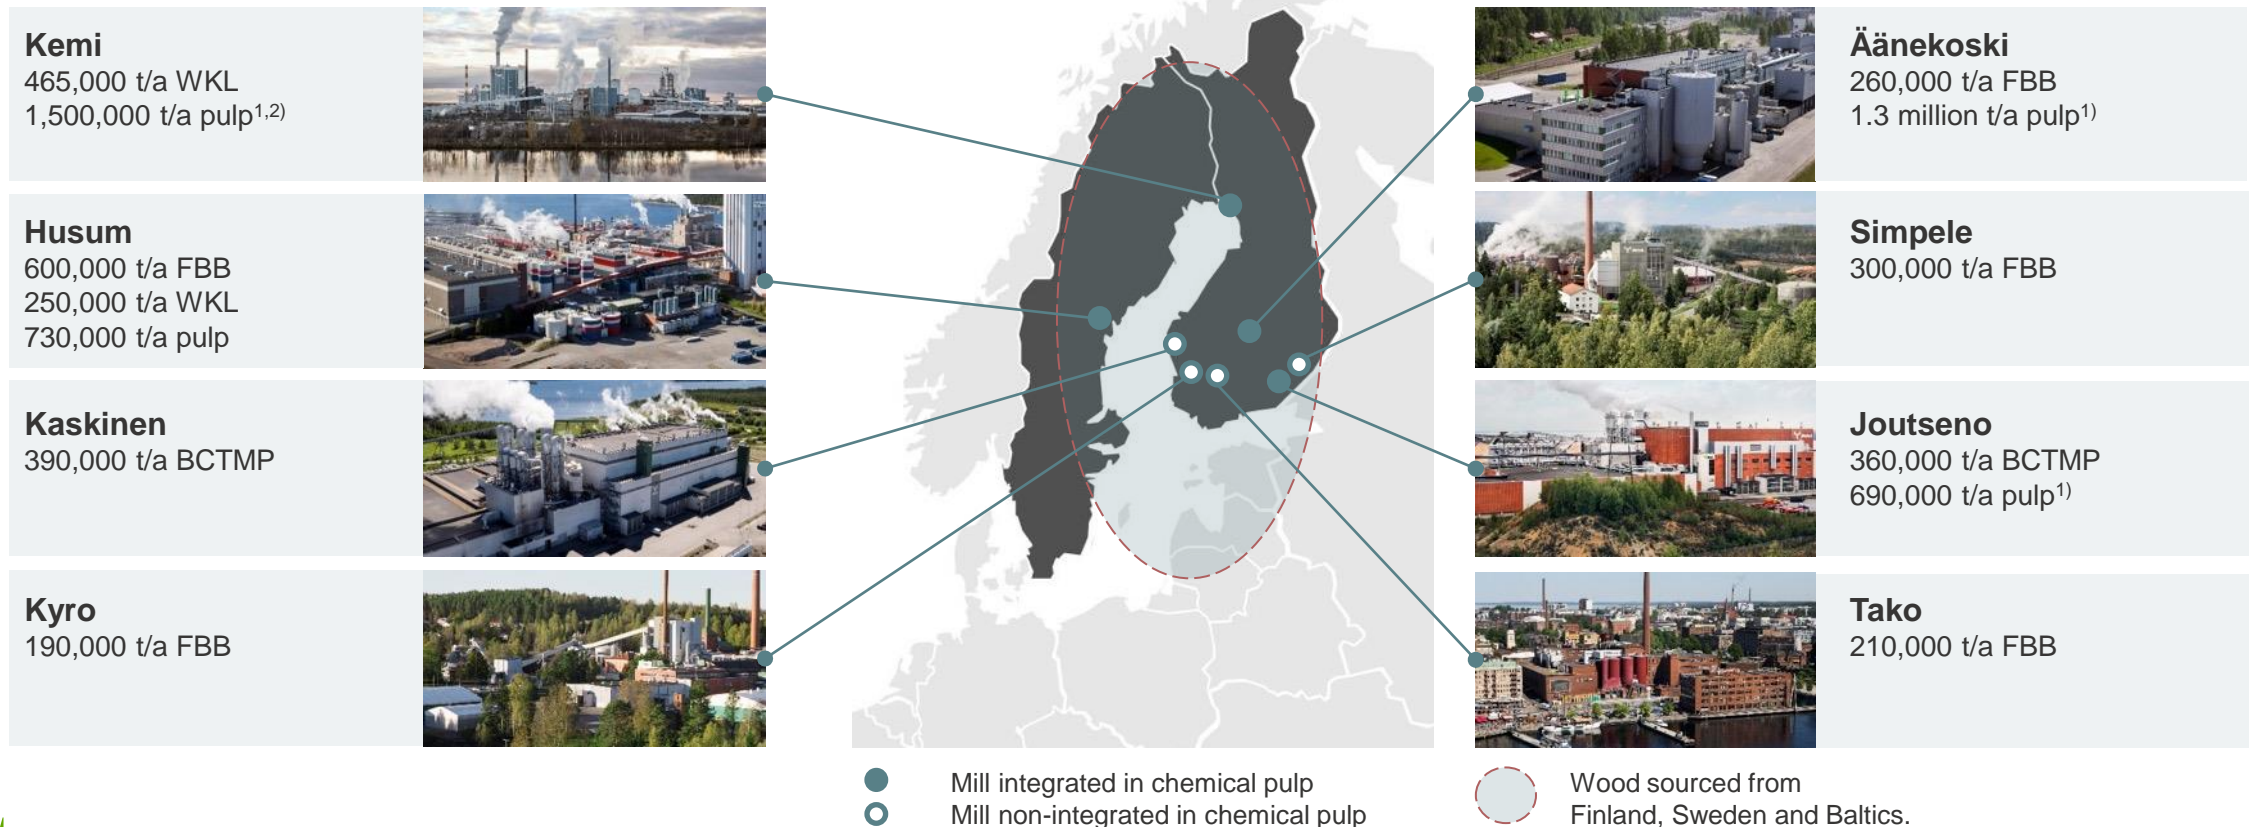 Kemi
465,000 t/a WKL
1,500,000 t/a pulp1,2)
Husum
600,000 t/a FBB
250,000 t/a WKL
730,000 t/a pulp
Kaskinen
390,000 t/a BCTMP
Kyro
190,000 t/a FBB
Äänekoski
260,000 t/a FBB
1.3 million t/a pulp1)
Simpele
300,000 t/a FBB
Joutseno
360,000 t/a BCTMP
690,000 t/a pulp1)
Tako
210,000 t/a FBB
Mill integrated in chemical pulp
Mill non-integrated in chemical pulp
Wood sourced from
Finland, Sweden and Baltics.